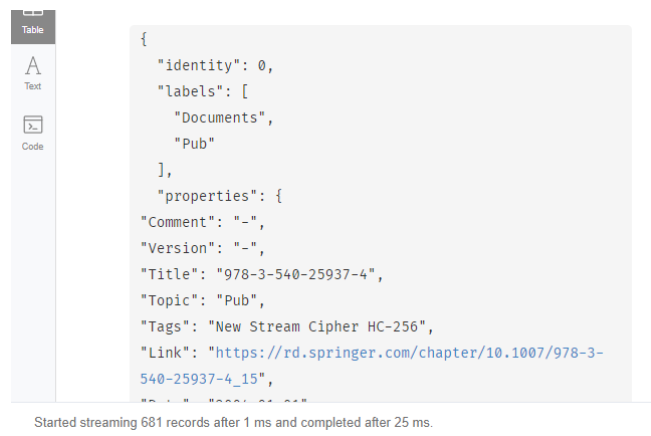 Table
A
Text
Code
{
"identity": 0,
"labels": [
"Documents",
"Pub"
],
"properties": {
"Comment": "-",
"Version": "-",
"Title": "978-3-540-25937-4",
"Topic": "Pub",
"Tags": "New Stream Cipher HC-256",
"Link": "https://rd.springer.com/chapter/10.1007/978-3-
540-25937-4_15",
Started streaming 681 records after 1 ms and completed after 25 ms.